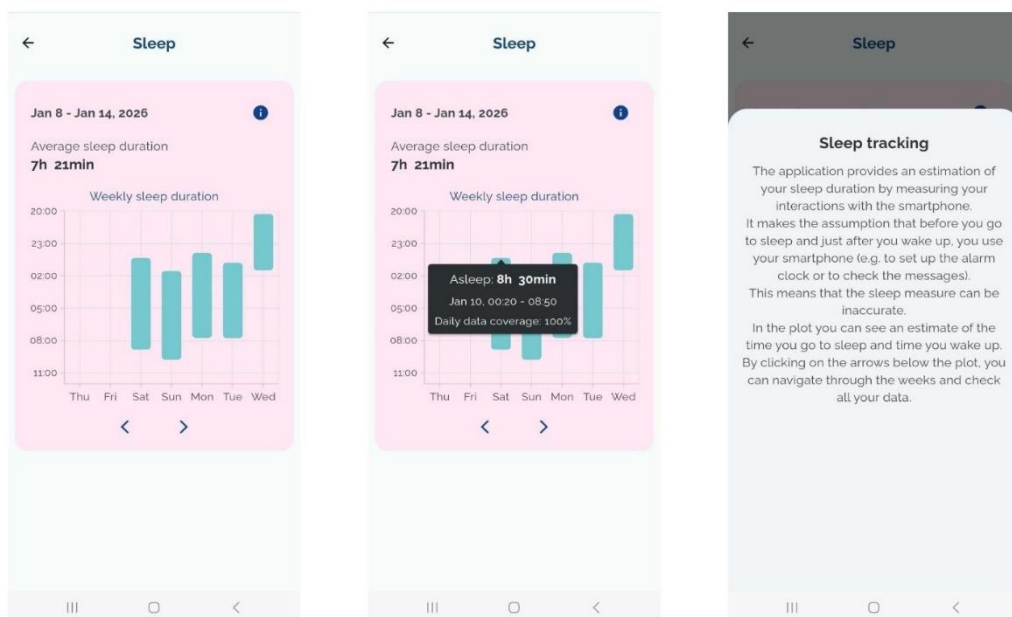 Sleep
Jan 8 - Jan 14, 2026
Average sleep duration
7h 21min
Weekly sleep duration
20:00
23:00
02:00
05:00
08:00
11:00
Thu Fri Sat Sun Mon Tue Wed
Sleep
Jan 8 - Jan 14, 2026
Average sleep duration
7h 21min
Weekly sleep duration
20:00
23:00
02:00
05:00
08:00
11:00
Asleep: 8h 30min
Jan 10, 00:20 - 08:50
Daily data coverage: 100%
Thu Fri Sat Sun Mon Tue Wed
Sleep
Sleep tracking
The application provides an estimation of
your sleep duration by measuring your
interactions with the smartphone.
It makes the assumption that before you go
to sleep and just after you wake up, you use
your smartphone (e.g. to set up the alarm
clock or to check the messages).
This means that the sleep measure can be
inaccurate.
In the plot you can see an estimate of the
time you go to sleep and time you wake up.
By clicking on the arrows below the plot, you
can navigate through the weeks and check
all your data.